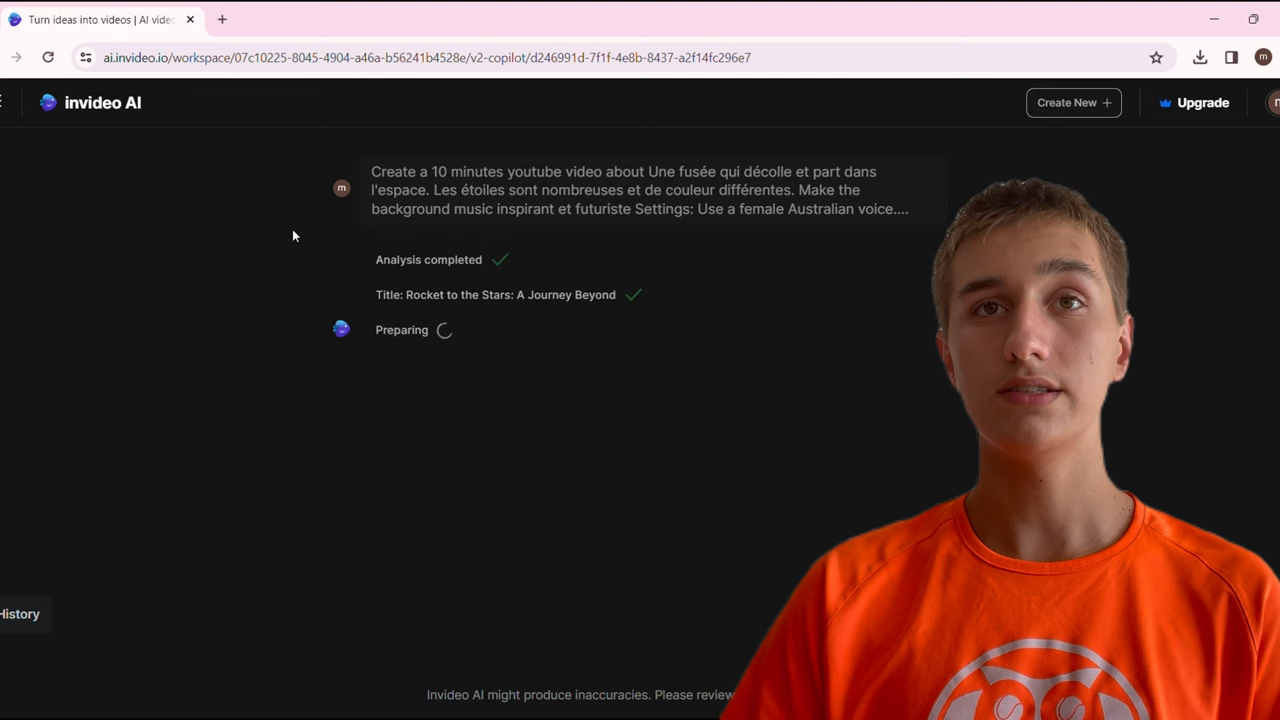 Turn ideas into videos | AI vide
ai.invideo.io/workspace/07c10225-8045-4904-a46a-b56241b4528e/v2-copilot/d246991d-7f1f-4e8b-8437-a2f14fc296e7
m
invideo AI
Create New +
Upgrade
m
Create a 10 minutes youtube video about Une fusée qui décolle et part dans
l'espace. Les étoiles sont nombreuses et de couleur différentes. Make the
background music inspirant et futuriste Settings: Use a female Australian voice....
Analysis completed
Title: Rocket to the Stars: A Journey Beyond
Preparing
History
Invideo AI might produce inaccuracies. Please review